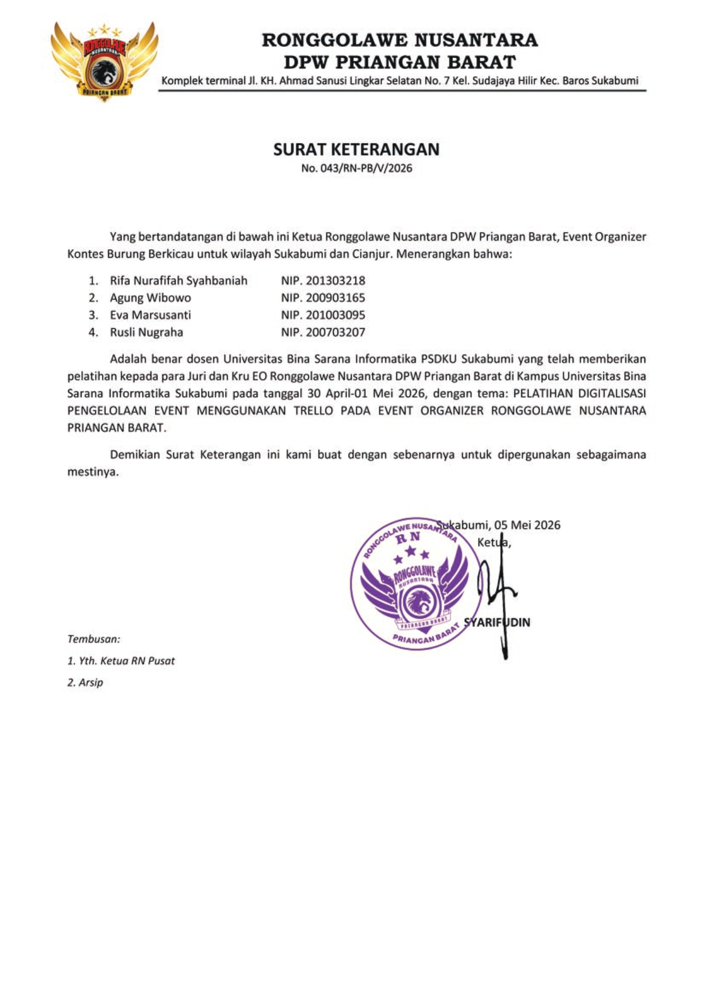 RONGGOLAWE
NUSANTARA
PRIANGAN BARAT
RONGGOLAWE NUSANTARA
DPW PRIANGAN BARAT
Komplek terminal Jl. KH. Ahmad Sanusi Lingkar Selatan No. 7 Kel. Sudajaya Hilir Kec. Baros Sukabumi
SURAT KETERANGAN
No. 043/RN-PB/V/2026
Yang bertandatangan di bawah ini Ketua Ronggolawe Nusantara DPW Priangan Barat, Event Organizer
Kontes Burung Berkicau untuk wilayah Sukabumi dan Cianjur. Menerangkan bahwa:
1. Rifa Nurafifah Syahbaniah NIP. 201303218
2. Agung Wibowo NIP. 200903165
3. Eva Marsusanti NIP. 201003095
4. Rusli Nugraha NIP. 200703207
Adalah benar dosen Universitas Bina Sarana Informatika PSDKU Sukabumi yang telah memberikan
pelatihan kepada para Juri dan Kru EO Ronggolawe Nusantara DPW Priangan Barat di Kampus Universitas Bina
Sarana Informatika Sukabumi pada tanggal 30 April-01 Mei 2026, dengan tema: PELATIHAN DIGITALISASI
PENGELOLAAN EVENT MENGGUNAKAN TRELLO PADA EVENT ORGANIZER RONGGOLAWE NUSANTARA
PRIANGAN BARAT.
Demikian Surat Keterangan ini kami buat dengan sebenarnya untuk dipergunakan sebagaimana
mestinya.
Sukabumi, 05 Mei 2026
Ketua,
RONGGOLAWE NUSANTARA
RN
RONGGOLAWE
NUSANTARA
PRIANGAN BARAT
PRIANGAN BARAT
SYARIFUDIN
Tembusan:
1. Yth. Ketua RN Pusat
2. Arsip